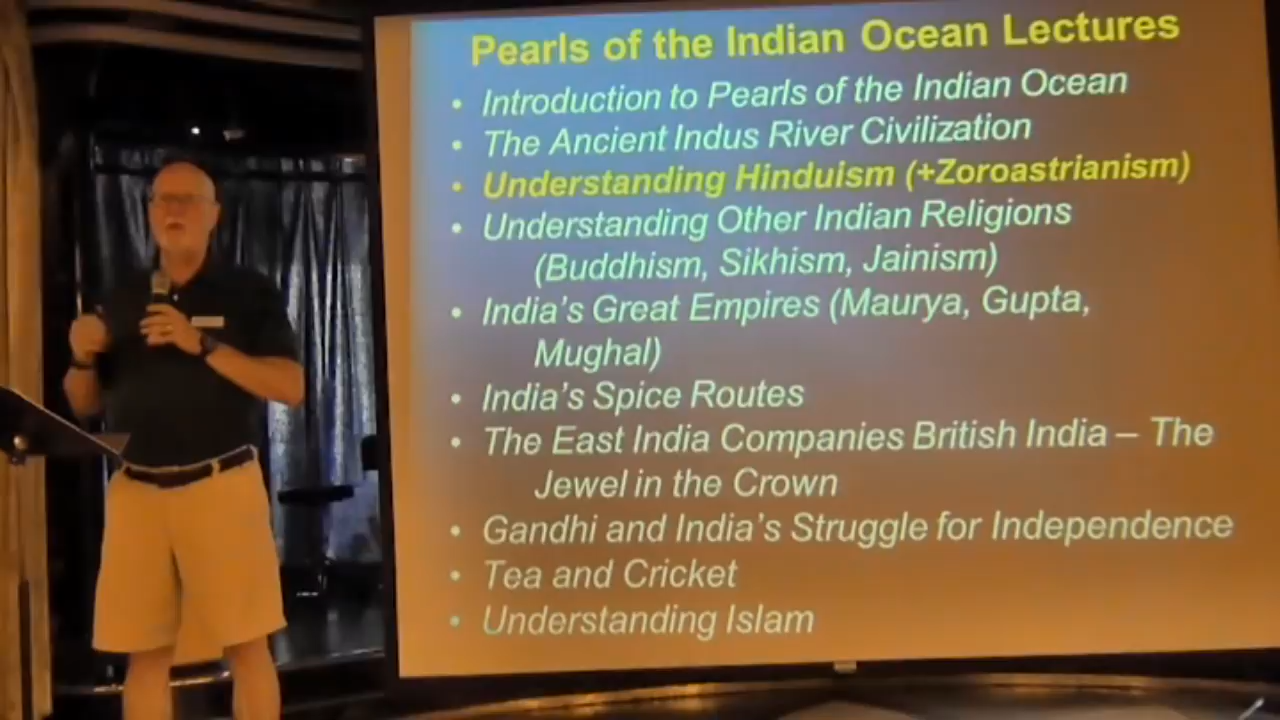 Pearls of the Indian Ocean Lectures
• Introduction to Pearls of the Indian Ocean
• The Ancient Indus River Civilization
• Understanding Hinduism (+Zoroastrianism)
• Understanding Other Indian Religions
(Buddhism, Sikhism, Jainism)
• India's Great Empires (Maurya, Gupta,
Mughal)
• India's Spice Routes
• The East India Companies British India – The
Jewel in the Crown
• Gandhi and India's Struggle for Independence
• Tea and Cricket
• Understanding Islam